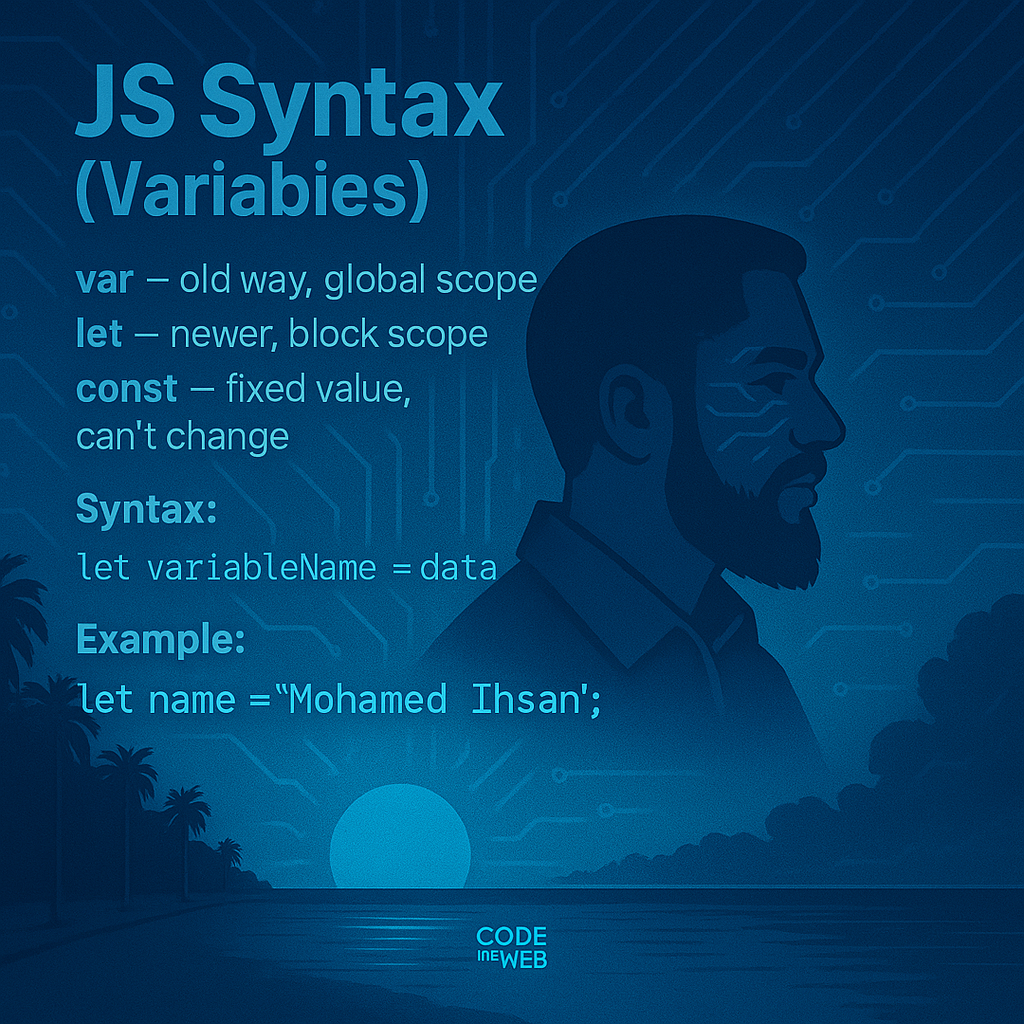 JS Syntax
(Variabies)
var – old way, global scope
let – newer, block scope
const – fixed value,
can't change
Syntax:
let variableName = data
Example:
let name = “Mohamed Ihsan';
CODE
ıneWEB